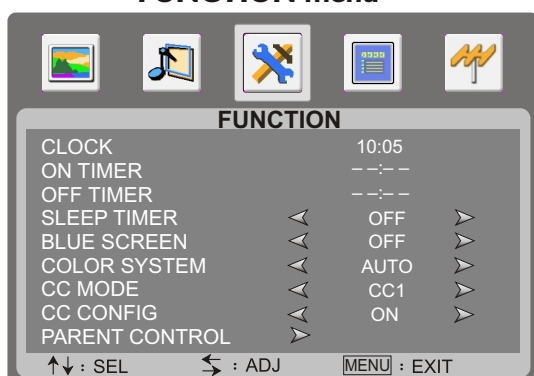 FUNCTION menu
FUNCTION
CLOCK 10:05
ON TIMER --:--
OFF TIMER --:--
SLEEP TIMER OFF
BLUE SCREEN OFF
COLOR SYSTEM AUTO
CC MODE CC1
CC CONFIG ON
PARENT CONTROL
: SEL : ADJ MENU : EXIT